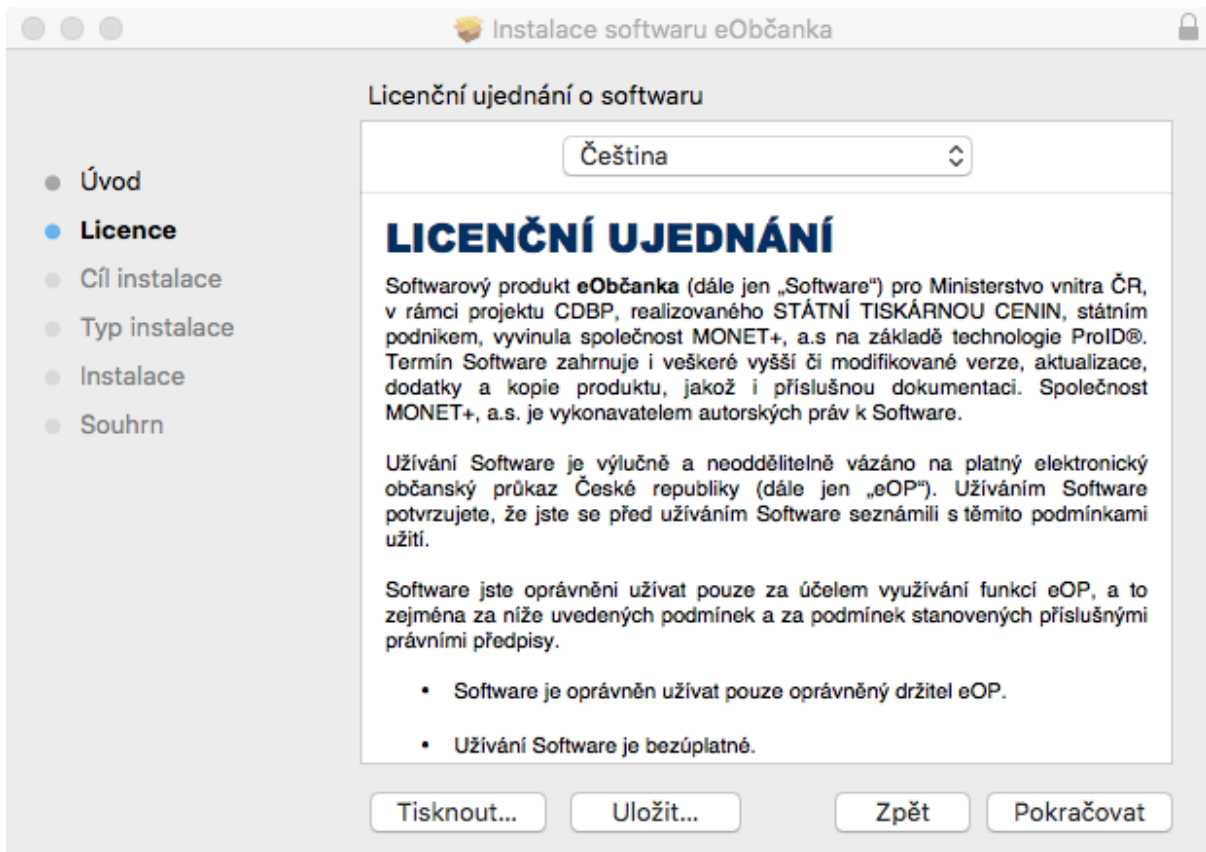 Instalace softwaru eObčanka
Licenční ujednání o softwaru
Úvod
Licence
Cíl instalace
Typ instalace
Instalace
Souhrn
Čeština
LICENČNÍ UJEDNÁNÍ
Softwarový produkt eObčanka (dále jen „Software“) pro Ministerstvo vnitra ČR,
v rámci projektu CDBP, realizovaného STÁTNÍ TISKÁRNOU CENIN, státním
podnikem, vyvinula společnost MONET+, a.s na základě technologie ProID®.
Termín Software zahrnuje i veškeré vyšší či modifikované verze, aktualizace,
dodatky a kopie produktu, jakož i příslušnou dokumentaci. Společnost
MONET+, a.s. je vykonavatelem autorských práv k Software.
Užívání Software je výlučně a neoddělitelně vázáno na platný elektronický
občanský průkaz České republiky (dále jen „eOP“). Užíváním Software
potvrzujete, že jste se před užíváním Software seznámili s těmito podmínkami
užití.
Software jste oprávněni užívat pouze za účelem využívání funkcí eOP, a to
zejména za níže uvedených podmínek a za podmínek stanovených příslušnými
právními předpisy.
• Software je oprávněn užívat pouze oprávněný držitel eOP.
• Užívání Software je bezúplatné.
Tisknout... Uložit... Zpět Pokračovat